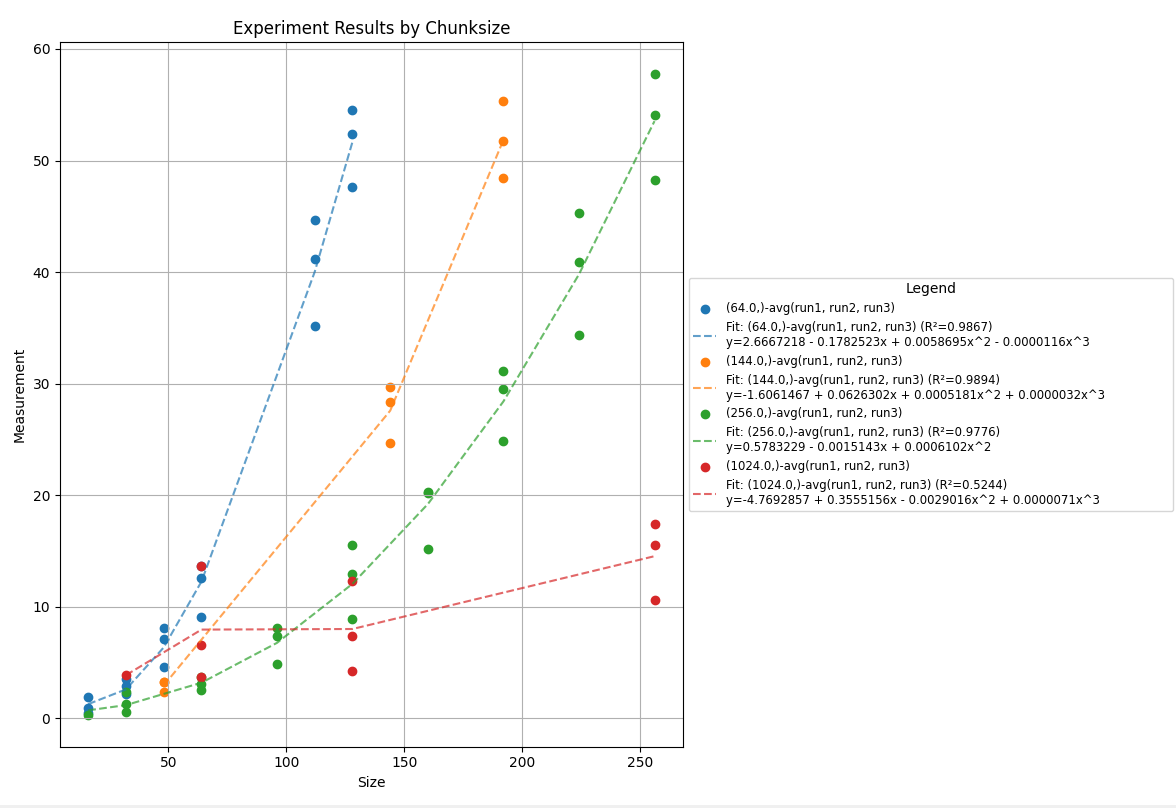 Experiment Results by Chunksize
60
50
40
30
20
10
0
Measurement
50
100
150
200
250
Size
Legend
(64.0,)-avg(run1, run2, run3)
Fit: (64.0,)-avg(run1, run2, run3) (R²=0.9867)
y=2.6667218 - 0.1782523x + 0.0058695x^2 - 0.0000116x^3
(144.0,)-avg(run1, run2, run3)
Fit: (144.0,)-avg(run1, run2, run3) (R²=0.9894)
y=-1.6061467 + 0.0626302x + 0.0005181x^2 + 0.0000032x^3
(256.0,)-avg(run1, run2, run3)
Fit: (256.0,)-avg(run1, run2, run3) (R²=0.9776)
y=0.5783229 - 0.0015143x + 0.0006102x^2
(1024.0,)-avg(run1, run2, run3)
Fit: (1024.0,)-avg(run1, run2, run3) (R²=0.5244)
y=-4.7692857 + 0.3555156x - 0.0029016x^2 + 0.0000071x^3